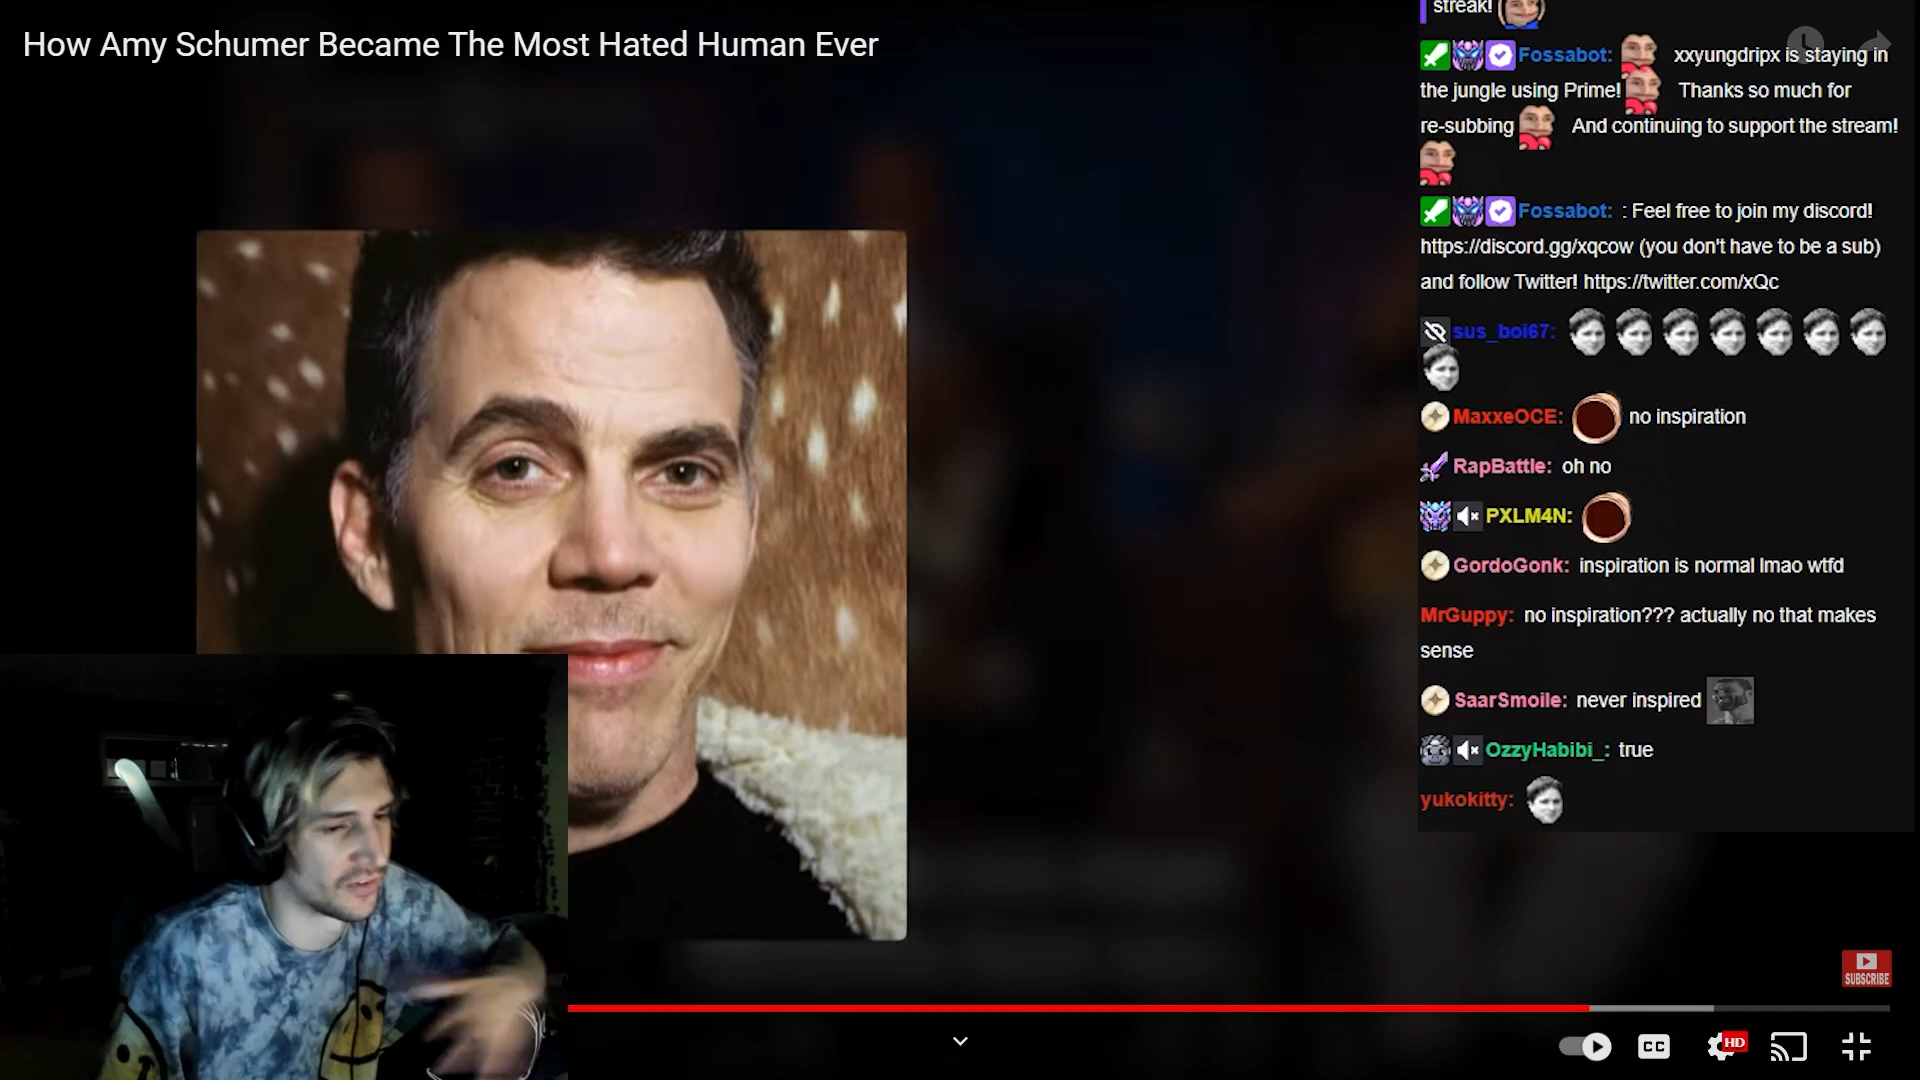 How Amy Schumer Became The Most Hated Human Ever
streak!
Fossabot: xxyungdripx is staying in
the jungle using Prime! Thanks so much for
re-subbing And continuing to support the stream!
Fossabot: : Feel free to join my discord!
https://discord.gg/xqcow (you don't have to be a sub)
and follow Twitter! https://twitter.com/xQc
sus_boi67:
MaxxeOCE: no inspiration
RapBattle: oh no
PXLM4N:
GordoGonk: inspiration is normal lmao wtfd
MrGuppy: no inspiration??? actually no that makes
sense
SaarSmoile: never inspired
OzzyHabibi_: true
yukokitty:
SUBSCRIBE
CC
HD